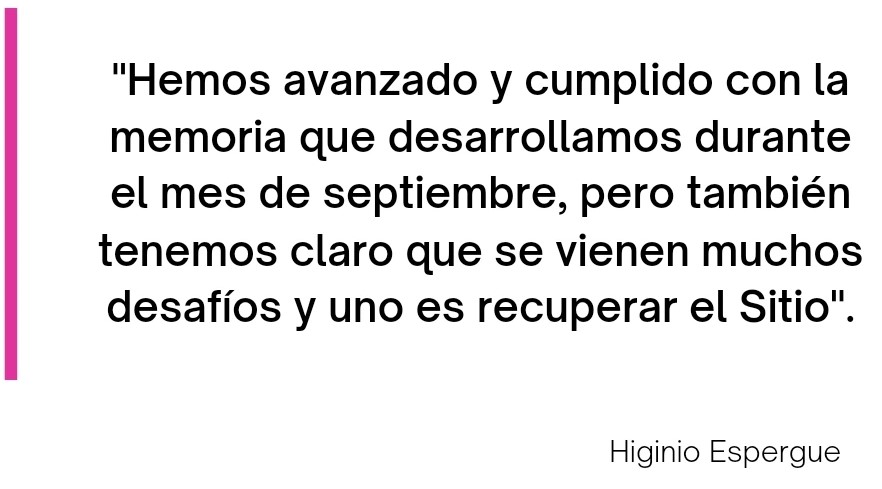 "Hemos avanzado y cumplido con la
memoria que desarrollamos durante
el mes de septiembre, pero también
tenemos claro que se vienen muchos
desafíos y uno es recuperar el Sitio".
Higinio Espergue